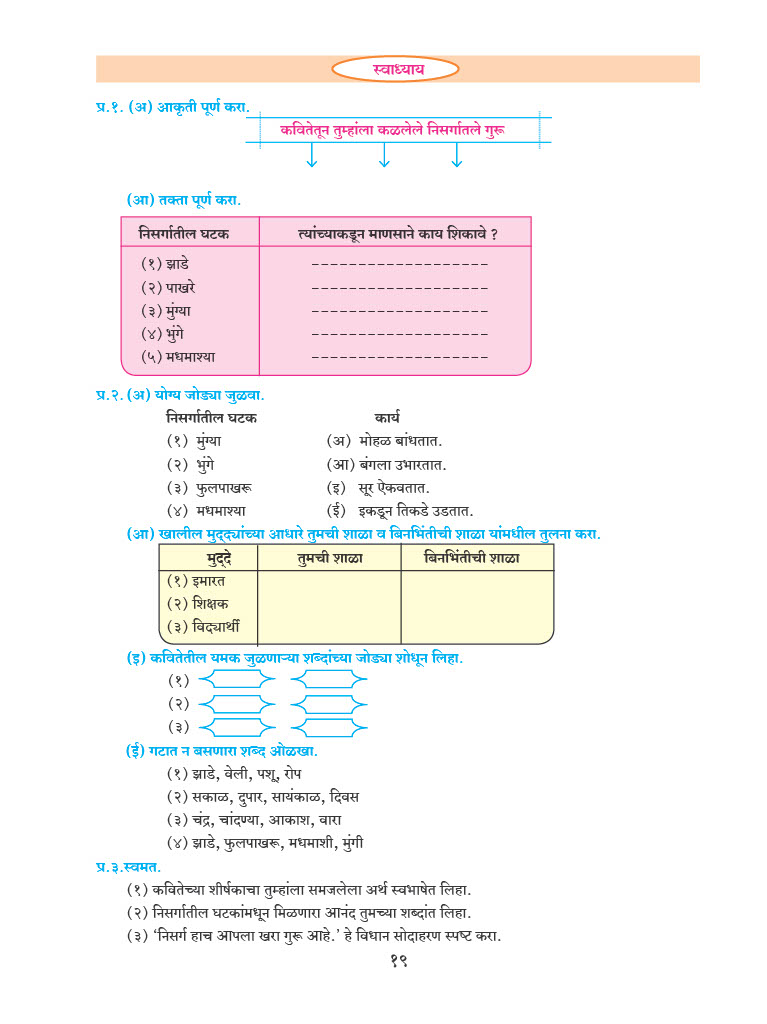 स्वाध्याय
प्र.१. (अ) आकृती पूर्ण करा.
कवितेतून तुम्हांला कळलेले निसर्गातले गुरू
(आ) तक्ता पूर्ण करा.
निसर्गातील घटक त्यांच्याकडून माणसाने काय शिकावे ?
(१) झाडे ‒ ‒ ‒ ‒ ‒ ‒ ‒ ‒ ‒ ‒ ‒ ‒ ‒ ‒ ‒ ‒ ‒ ‒ ‒
(२) पाखरे ‒ ‒ ‒ ‒ ‒ ‒ ‒ ‒ ‒ ‒ ‒ ‒ ‒ ‒ ‒ ‒ ‒ ‒ ‒
(३) मुंग्या ‒ ‒ ‒ ‒ ‒ ‒ ‒ ‒ ‒ ‒ ‒ ‒ ‒ ‒ ‒ ‒ ‒ ‒ ‒
(४) भुंगे ‒ ‒ ‒ ‒ ‒ ‒ ‒ ‒ ‒ ‒ ‒ ‒ ‒ ‒ ‒ ‒ ‒ ‒ ‒
(५) मधमाश्या ‒ ‒ ‒ ‒ ‒ ‒ ‒ ‒ ‒ ‒ ‒ ‒ ‒ ‒ ‒ ‒ ‒ ‒ ‒
प्र.२. (अ) योग्य जोड्या जुळवा.
निसर्गातील घटक कार्य
(१) मुंग्या (अ) मोहळ बांधतात.
(२) भुंगे (आ) बंगला उभारतात.
(३) फुलपाखरू (इ) सूर ऐकवतात.
(४) मधमाश्या (ई) इकडून तिकडे उडतात.
(आ) खालील मुद्‌द्यांच्या आधारे तुमची शाळा व बिनभिंतीची शाळा यांमधील तुलना करा.
मुद्‌दे तुमची शाळा बिनभिंतीची शाळा
(१) इमारत
(२) शिक्षक
(३) विद्यार्थी
(इ) कवितेतील यमक जुळणाऱ्या शब्दांच्या जोड्या शोधून लिहा.
(१)
(२)
(३)
(ई) गटात न बसणारा शब्द ओळखा.
(१) झाडे, वेली, पशू, रोप
(२) सकाळ, दुपार, सायंकाळ, दिवस
(३) चंद्र, चांदण्या, आकाश, वारा
(४) झाडे, फुलपाखरू, मधमाशी, मुंगी
प्र.३.स्वमत.
(१) कवितेच्या शीर्षकाचा तुम्हांला समजलेला अर्थ स्वभाषेत लिहा.
(२) निसर्गातील घटकांमधून मिळणारा आनंद तुमच्या शब्दांत लिहा.
(३) ‘निसर्ग हाच आपला खरा गुरू आहे.’ हे विधान सोदाहरण स्पष्ट करा.
१९